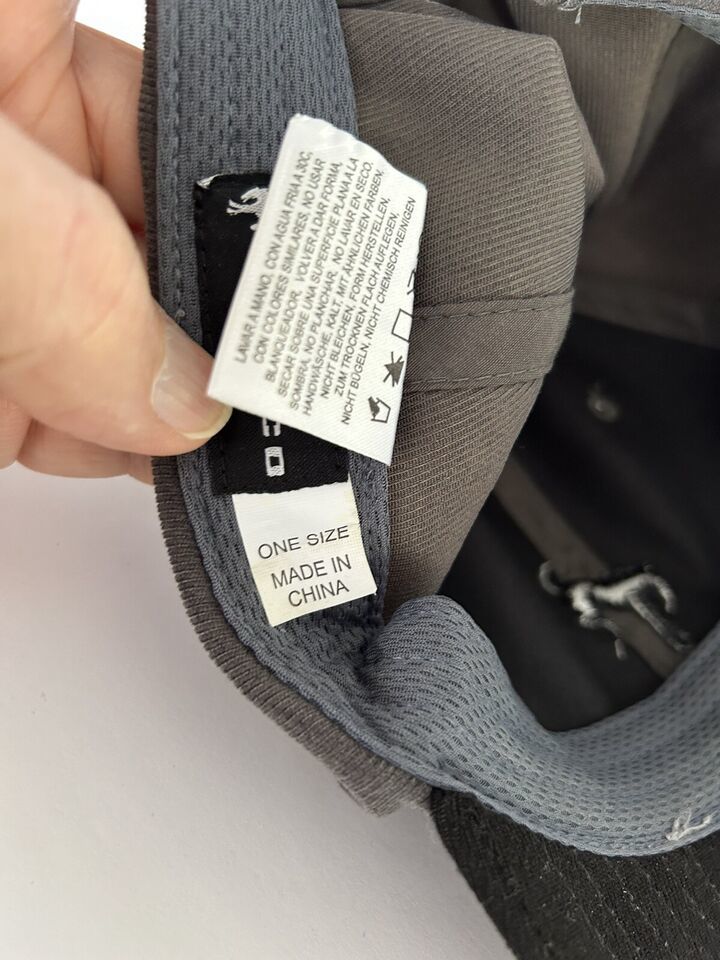 LAVAR A MANO, CON AGUA FRIA A 30C,
CON COLORES SIMILARES, NO USAR
BLANQUEADOR, VOLVER A DAR FORMA,
SECAR SOBRE UNA SUPERFICIE PLANA A LA
SOMBRA, NO PLANCHAR, NO LAVAR EN SECO.
HANDWÄSCHE, KALT, MIT ÄHNLICHEN FARBEN.
NICHT BLEICHEN, FORM HERSTELLEN,
ZUM TROCKNEN FLACH AUFLEGEN.
NICHT BÜGELN. NICHT CHEMISCH REINIGEN
ONE SIZE
MADE IN
CHINA